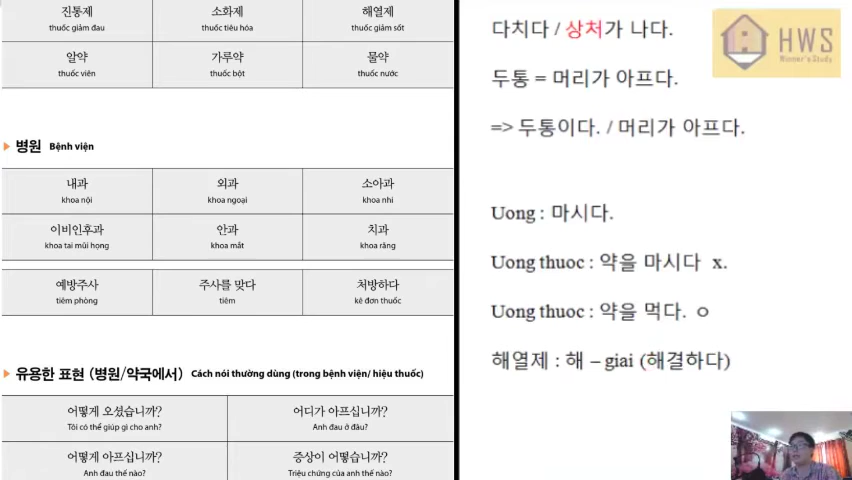 진통제 소화제 해열제
thuốc giảm đau thuốc tiêu hóa thuốc giảm sốt
알약 가루약 물약
thuốc viên thuốc bột thuốc nước
병원 Bệnh viện
내과 외과 소아과
khoa nội khoa ngoại khoa nhi
이비인후과 안과 치과
khoa tai mũi họng khoa mắt khoa răng
예방주사 주사를 맞다 처방하다
tiêm phòng tiêm kê đơn thuốc
유용한 표현 (병원/약국에서) Cách nói thường dùng (trong bệnh viện/ hiệu thuốc)
어떻게 오셨습니까? 어디가 아프십니까?
Tôi có thể giúp gì cho anh? Anh đau ở đâu?
어떻게 아프십니까? 증상이 어떻습니까?
Anh đau thế nào? Triệu chứng của anh thế nào?
다치다 / 상처가 나다.
두통 = 머리가 아프다.
=> 두통이다. / 머리가 아프다.
Uong : 마시다.
Uong thuoc : 약을 마시다 x.
Uong thuoc : 약을 먹다. ㅇ
해열제 : 해 – giai (해결하다)
HWS
Winner's Study